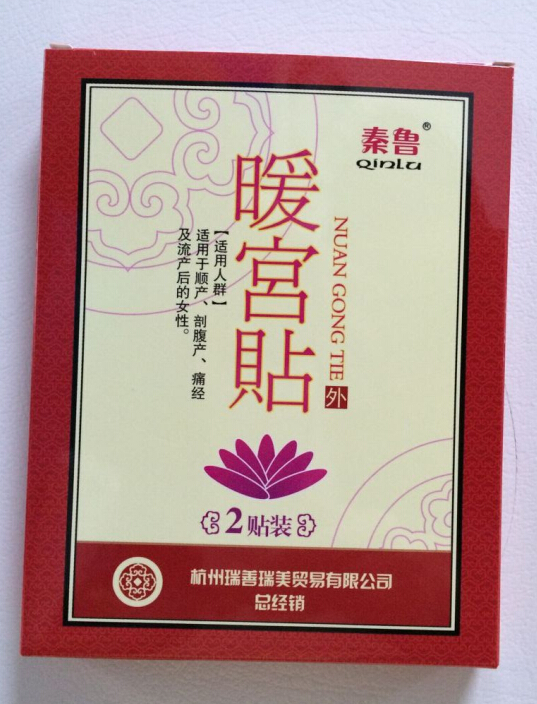 秦鲁®
QINLU
暖宫貼
NUAN GONG TIE
外
【适用人群】
适用于顺产、剖腹产、痛经
及流产后的女性。
2贴装
杭州瑞善瑞美贸易有限公司
总经销